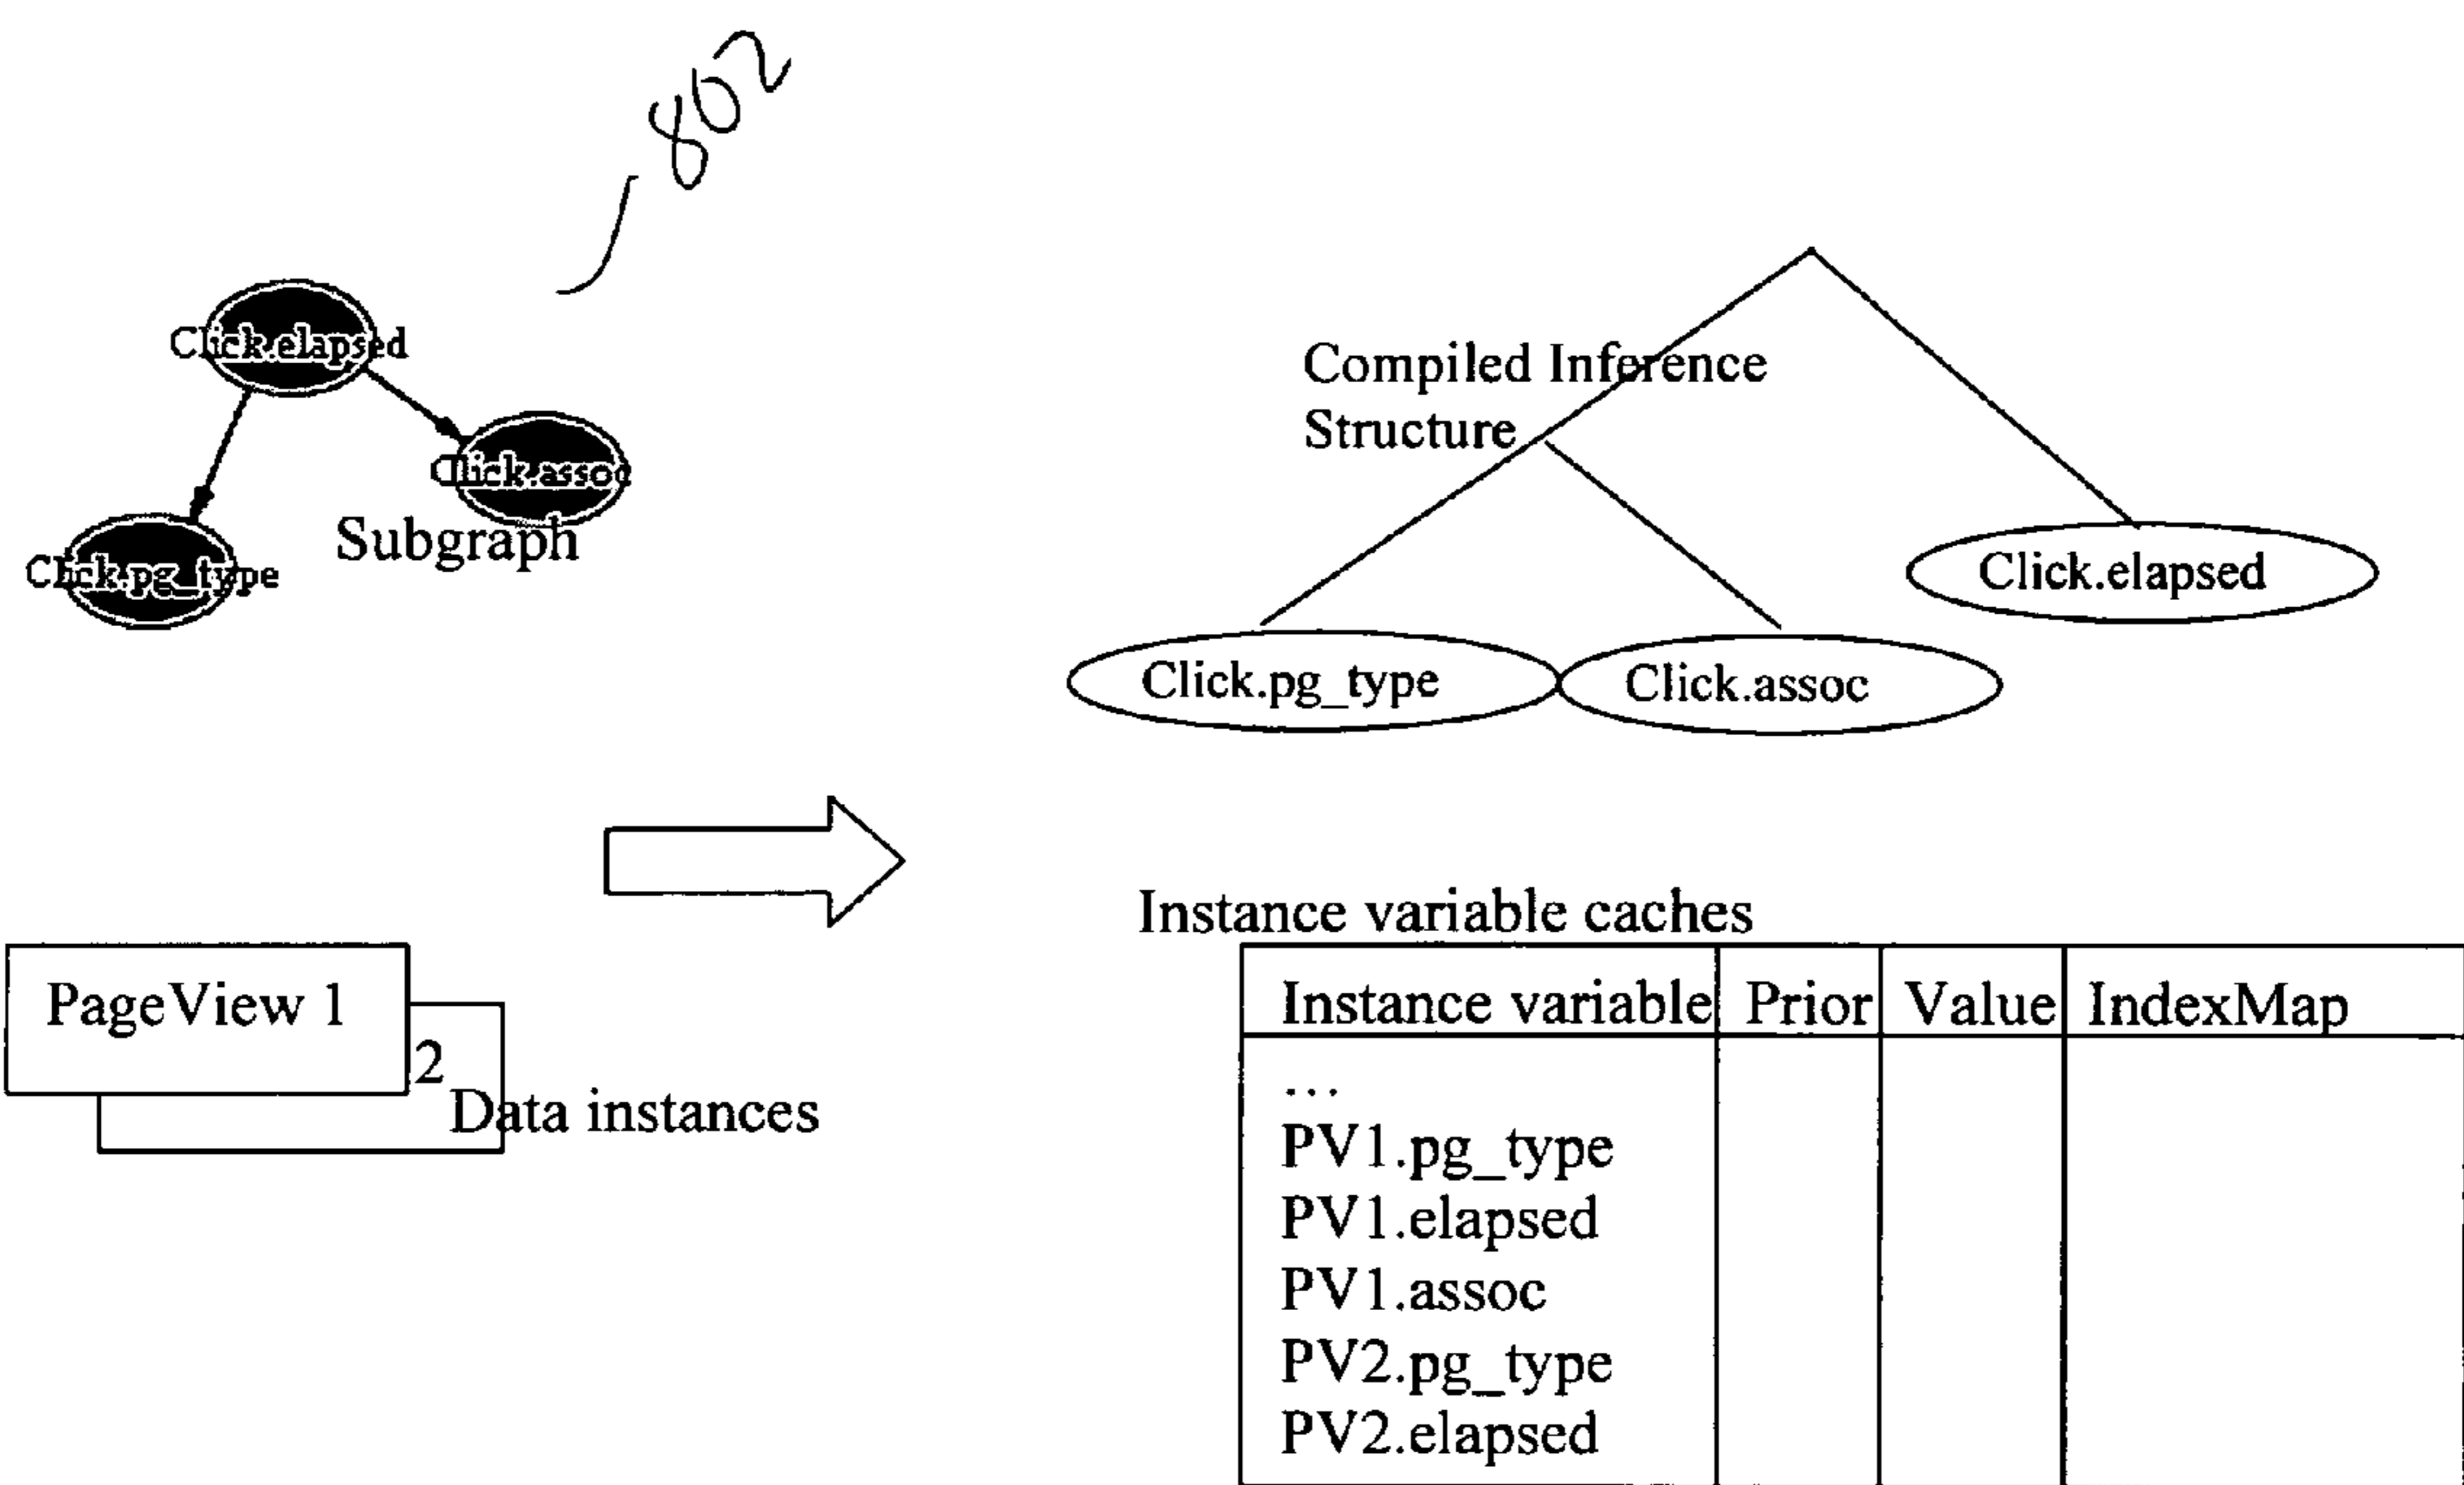 802
Click.elapsed
Click.assoc
Subgraph
Click.pg_type
Compiled Inference
Structure
Click.elapsed
Click.pg_type
Click.assoc
PageView 1
2
Data instances
Instance variable caches
Instance variable Prior Value IndexMap
...
PV1.pg_type
PV1.elapsed
PV1.assoc
PV2.pg_type
PV2.elapsed